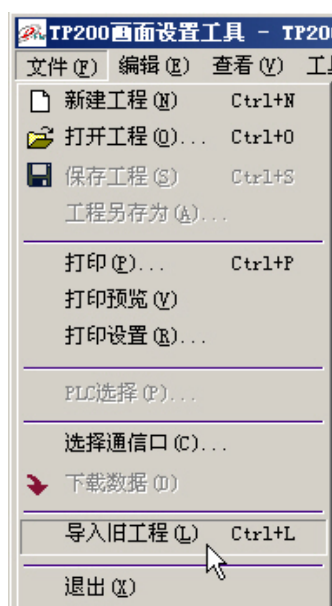 TP200画面设置工具 - TP20
文件(F) 编辑(E) 查看(V) 工
新建工程(N) Ctrl+N
打开工程(O)... Ctrl+O
保存工程(S) Ctrl+S
工程另存为(A)...
打印(P)... Ctrl+P
打印预览(V)
打印设置(R)...
PLC选择(P)...
选择通信口(C)...
下载数据(D)
导入旧工程(L) Ctrl+L
退出(X)